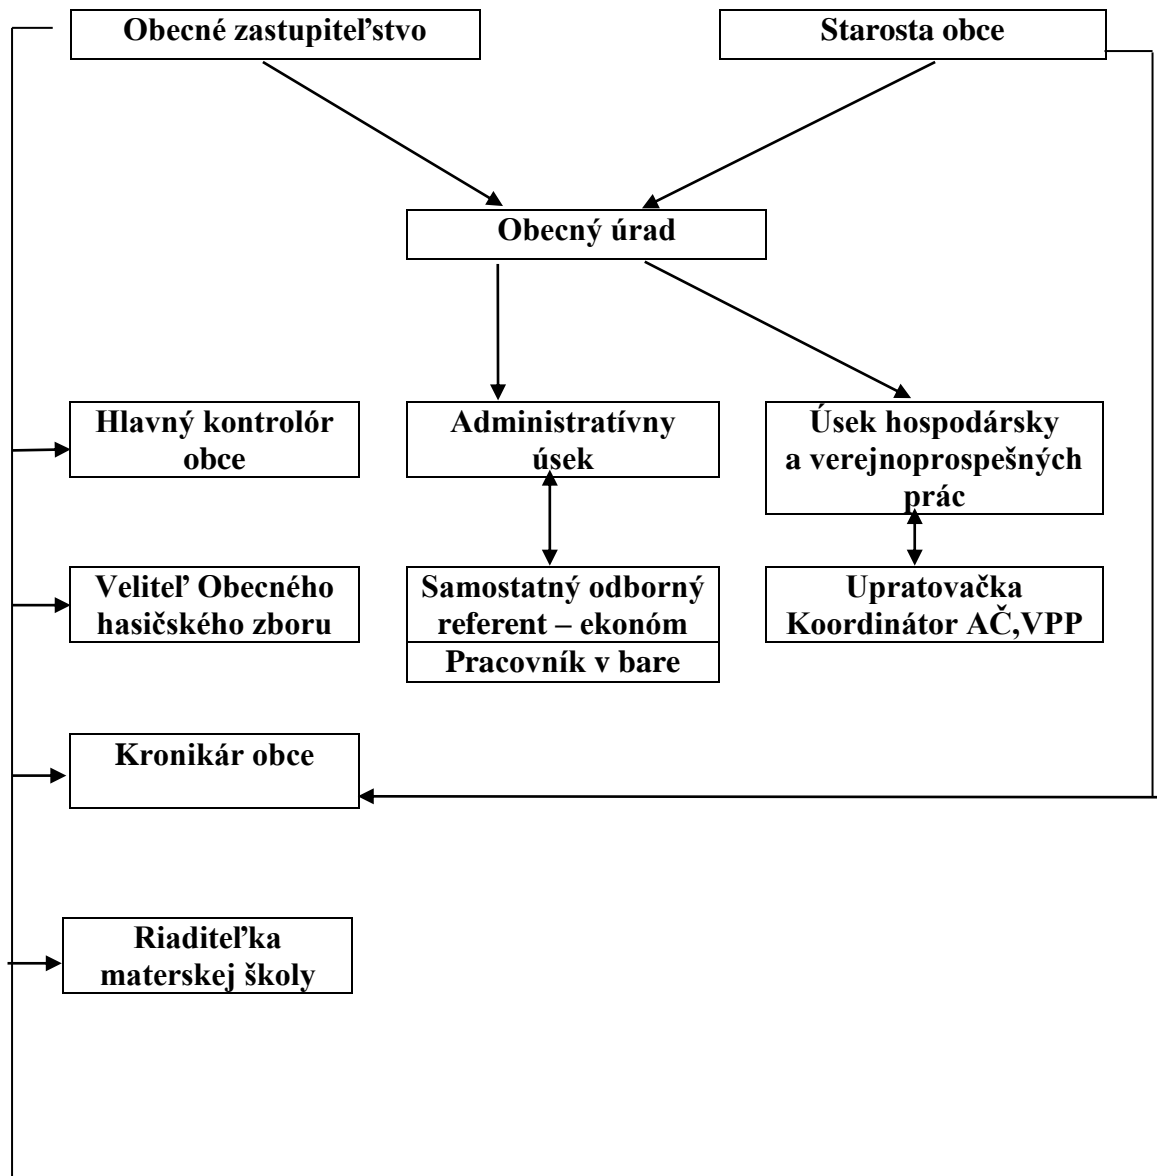 Obecné zastupiteľstvo
Starosta obce
Obecný úrad
Hlavný kontrolór
obce
Administratívny
úsek
Úsek hospodársky
a verejnoprospešných
prác
Veliteľ Obecného
hasičského zboru
Samostatný odborný
referent – ekonóm
Pracovník v bare
Upratovačka
Koordinátor AČ,VPP
Kronikár obce
Riaditeľka
materskej školy